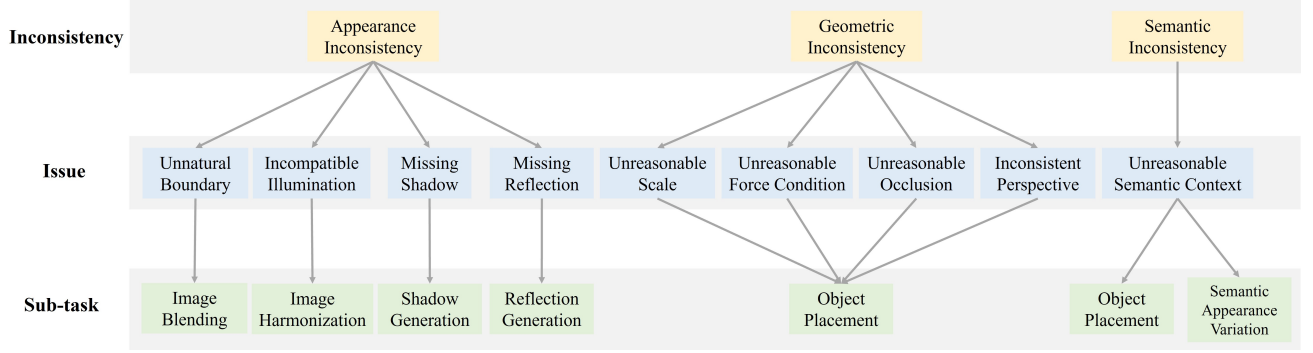 Inconsistency
Appearance
Inconsistency
Geometric
Inconsistency
Semantic
Inconsistency
Issue
Unnatural
Boundary
Incompatible
Illumination
Missing
Shadow
Missing
Reflection
Unreasonable
Scale
Unreasonable
Force Condition
Unreasonable
Occlusion
Inconsistent
Perspective
Unreasonable
Semantic Context
Sub-task
Image
Blending
Image
Harmonization
Shadow
Generation
Reflection
Generation
Object
Placement
Object
Placement
Semantic
Appearance
Variation